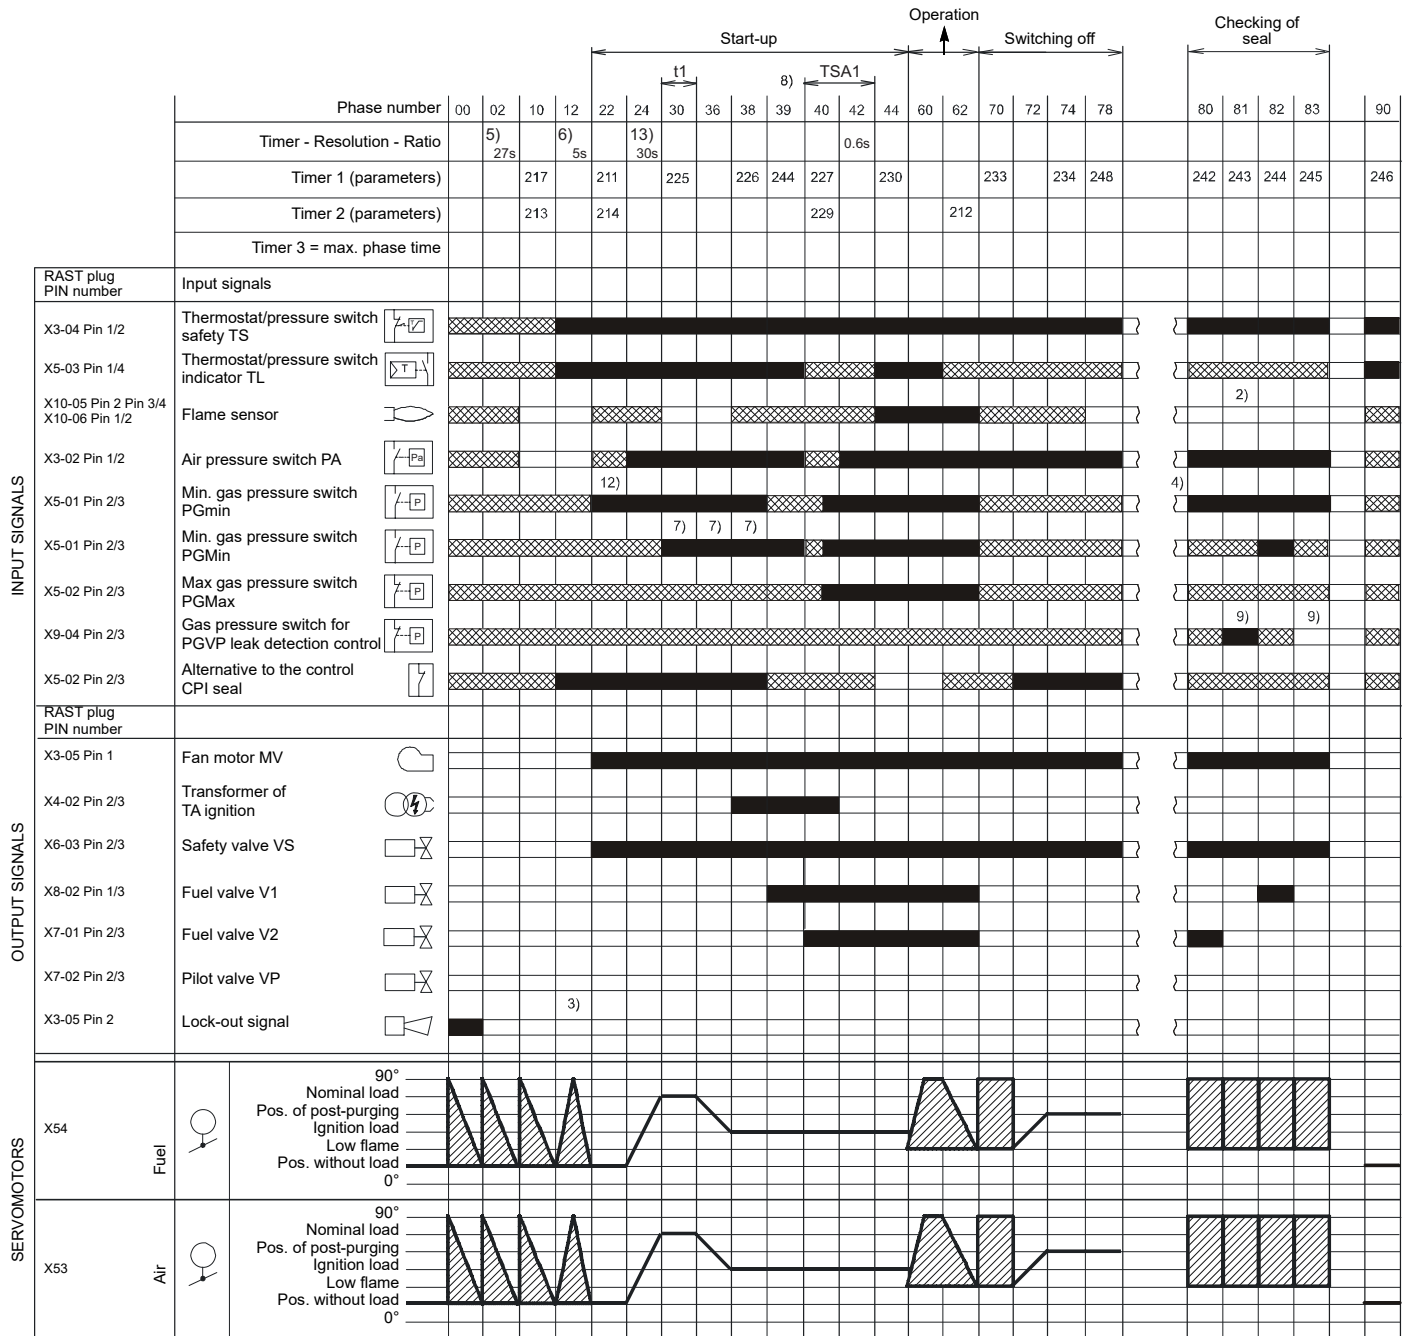 Operation
Checking of
seal
Start-up
Switching off
t1
8)
TSA1
Phase number 00 02 10 12 22 24 30 36 38 39 40 42 44 60 62 70 72 74 78 80 81 82 83 90
Timer - Resolution - Ratio 5) 27s 6) 5s 13) 30s 0.6s
Timer 1 (parameters) 217 211 225 226 244 227 230 233 234 248 242 243 244 245 246
Timer 2 (parameters) 213 214 229 212
Timer 3 = max. phase time
RAST plug
PIN number
Input signals
INPUT SIGNALS
X3-04 Pin 1/2
Thermostat/pressure switch
safety TS
X5-03 Pin 1/4
Thermostat/pressure switch
indicator TL
T
2)
X10-05 Pin 2 Pin 3/4
X10-06 Pin 1/2
Flame sensor
X3-02 Pin 1/2
Air pressure switch PA
Pa
12)
4)
X5-01 Pin 2/3
Min. gas pressure switch
PGmin
P
7) 7) 7)
X5-01 Pin 2/3
Min. gas pressure switch
PGMin
P
X5-02 Pin 2/3
Max gas pressure switch
PGMax
P
9) 9)
X9-04 Pin 2/3
Gas pressure switch for
PGVP leak detection control
P
X5-02 Pin 2/3
Alternative to the control
CPI seal
RAST plug
PIN number
OUTPUT SIGNALS
X3-05 Pin 1
Fan motor MV
X4-02 Pin 2/3
Transformer of
TA ignition
X6-03 Pin 2/3
Safety valve VS
X8-02 Pin 1/3
Fuel valve V1
X7-01 Pin 2/3
Fuel valve V2
X7-02 Pin 2/3
Pilot valve VP
3)
X3-05 Pin 2
Lock-out signal
SERVOMOTORS
X54
Fuel
90°
Nominal load
Pos. of post-purging
Ignition load
Low flame
Pos. without load
0°
X53
Air
90°
Nominal load
Pos. of post-purging
Ignition load
Low flame
Pos. without load
0°